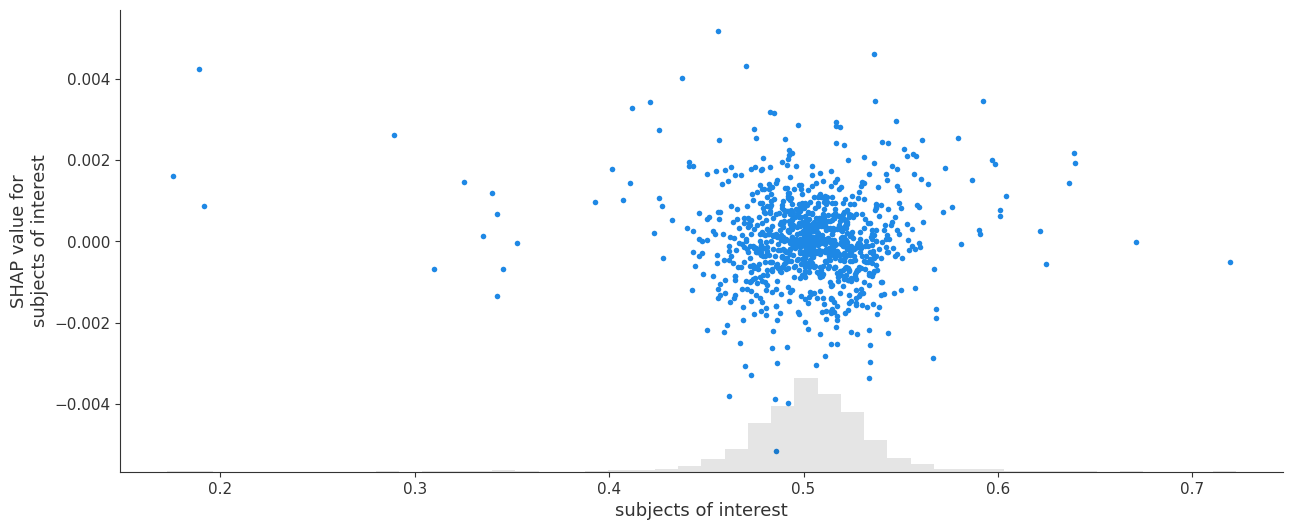 SHAP value for
subjects of interest
0.004
0.002
0.000
−0.002
−0.004
0.2 0.3 0.4 0.5 0.6 0.7
subjects of interest